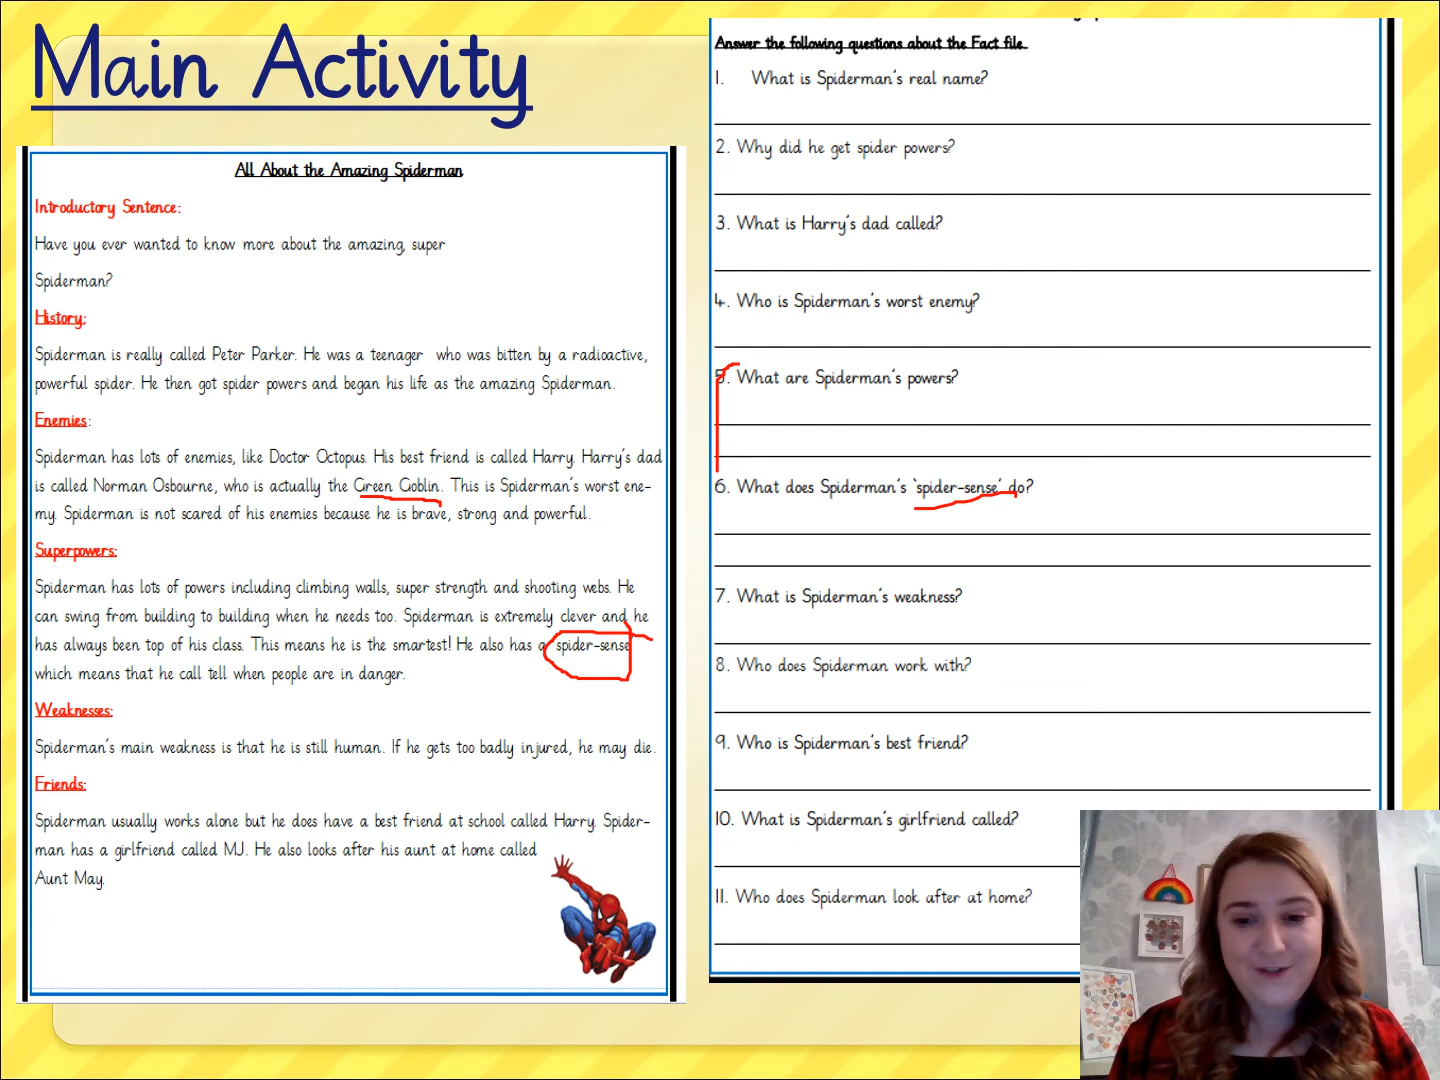 Main Activity
All About the Amazing Spiderman
Introductory Sentence:
Have you ever wanted to know more about the amazing, super
Spiderman?
History:
Spiderman is really called Peter Parker. He was a teenager who was bitten by a radioactive,
powerful spider. He then got spider powers and began his life as the amazing Spiderman.
Enemies:
Spiderman has lots of enemies, like Doctor Octopus. His best friend is called Harry. Harry's dad
is called Norman Osbourne, who is actually the Green Goblin. This is Spiderman's worst ene-
my. Spiderman is not scared of his enemies because he is brave, strong and powerful.
Superpowers:
Spiderman has lots of powers including climbing walls, super strength and shooting webs. He
can swing from building to building when he needs too. Spiderman is extremely clever and he
has always been top of his class. This means he is the smartest! He also has a spider-sense
which means that he call tell when people are in danger.
Weaknesses:
Spiderman's main weakness is that he is still human. If he gets too badly injured, he may die.
Friends:
Spiderman usually works alone but he does have a best friend at school called Harry. Spider-
man has a girlfriend called MJ. He also looks after his aunt at home called
Aunt May.
Answer the following questions about the Fact file.
1. What is Spiderman's real name?
2. Why did he get spider powers?
3. What is Harry's dad called?
4. Who is Spiderman's worst enemy?
5. What are Spiderman's powers?
6. What does Spiderman's 'spider-sense' do?
7. What is Spiderman's weakness?
8. Who does Spiderman work with?
9. Who is Spiderman's best friend?
10. What is Spiderman's girlfriend called?
11. Who does Spiderman look after at home?